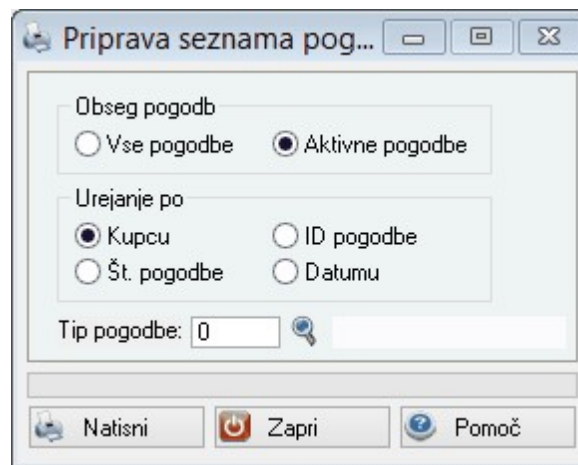 Priprava seznama pog...
Obseg pogodb
Vse pogodbe Aktivne pogodbe
Urejanje po
Kupcu ID pogodbe
Št. pogodbe Datumu
Tip pogodbe: 0
Natisni Zapri Pomoč